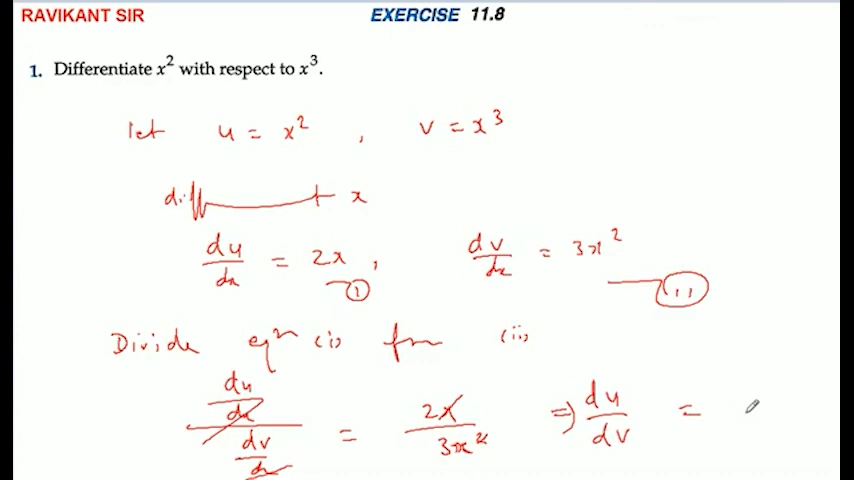 RAVIKANT SIR EXERCISE 11.8
1. Differentiate x² with respect to x³.
let u = x² , v = x³
diff x
du/dx = 2x, dv/dx = 3x²
(i) (ii)
Divide eqⁿ (i) from (ii)
(du/dx)/(dv/dx) = 2x/3x² ⇒ du/dv =